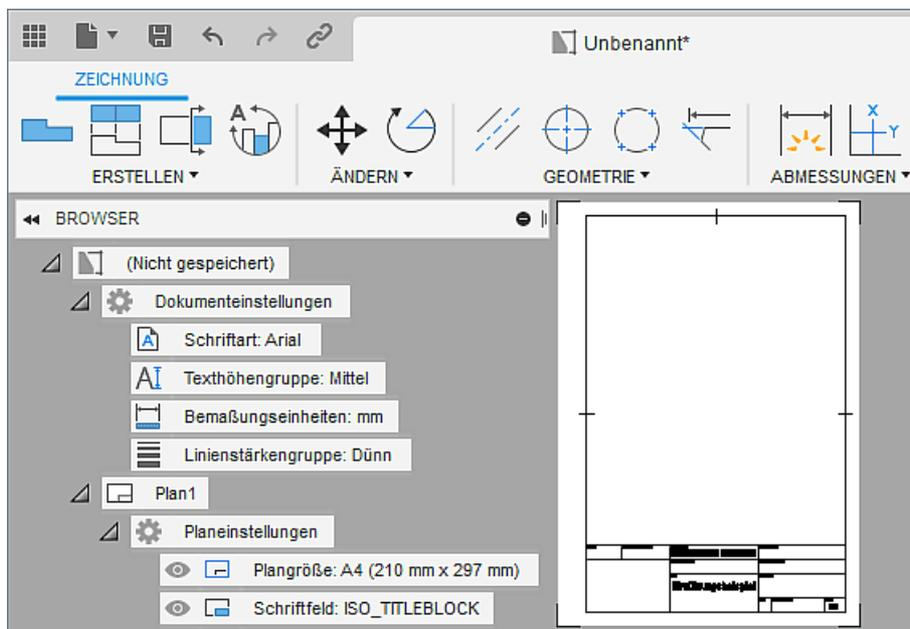 Unbenannt*
ZEICHNUNG
A
X
Y
ERSTELLEN ÄNDERN GEOMETRIE ABMESSUNGEN
BROWSER
(Nicht gespeichert)
Dokumenteinstellungen
A Schriftart: Arial
A Texthöhengruppe: Mittel
Bemaßungseinheiten: mm
Linienstärkengruppe: Dünn
Plan1
Planeinstellungen
Plangröße: A4 (210 mm x 297 mm)
Schriftfeld: ISO_TITLEBLOCK